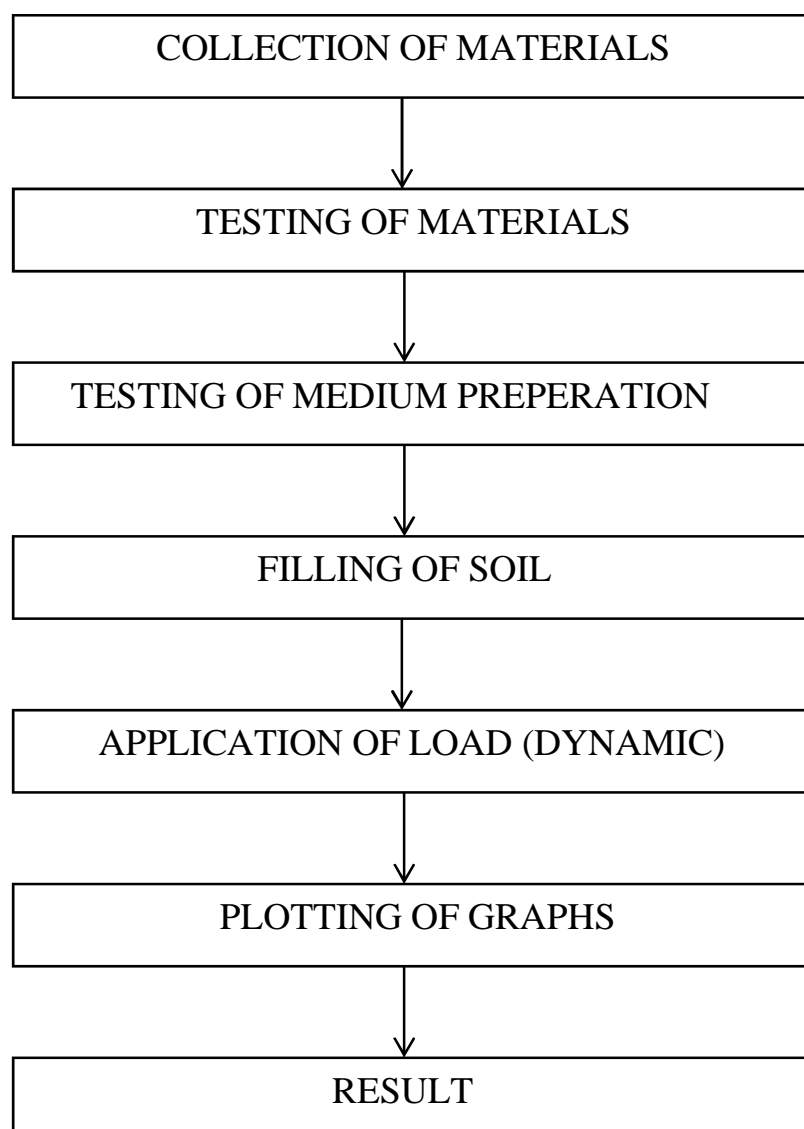 COLLECTION OF MATERIALS
TESTING OF MATERIALS
TESTING OF MEDIUM PREPERATION
FILLING OF SOIL
APPLICATION OF LOAD (DYNAMIC)
PLOTTING OF GRAPHS
RESULT